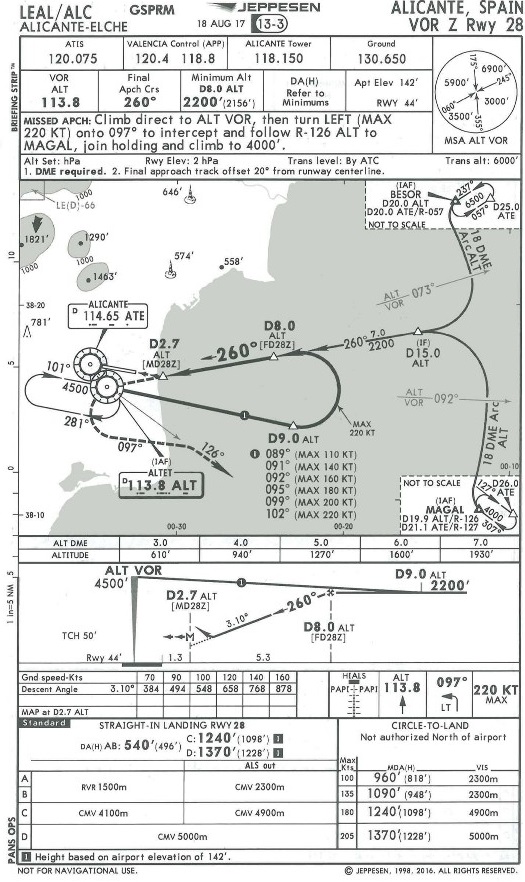 LEAL/ALC
GSPRM
JEPPESEN
ALICANTE, SPAIN
ALICANTE-ELCHE
18 AUG 17
13-3
VOR Z Rwy 28
BRIEFING STRIP™
ATIS
VALENCIA Control (APP)
ALICANTE Tower
Ground
120.075
120.4 118.8
118.150
130.650
VOR
ALT
113.8
Final
Apch Crs
260°
Minimum Alt
D8.0 ALT
2200'(2156')
DA(H)
Refer to
Minimums
Apt Elev 142'
RWY 44'
MISSED APCH: Climb direct to ALT VOR, then turn LEFT (MAX
220 KT) onto 097° to intercept and follow R-126 ALT to
MAGAL, join holding and climb to 4000'.
175°
6900'
5900'
245°
060°
3000'
3500'
355°
MSA ALT VOR
Alt Set: hPa
Rwy Elev: 2 hPa
Trans level: By ATC
Trans alt: 6000'
1. DME required. 2. Final approach track offset 20° from runway centerline.
LE(D)-66
1000
646'
1821'
1290'
1000
1000
1463'
574'
558'
(IAF)
BESOR
D20.0 ALT
D20.0 ATE/R-057
237°
6500
057°
D25.0
ATE
NOT TO SCALE
18 DME
Arc ALT
ALT
VOR
073°
10
38-20
781'
ALICANTE
D
114.65 ATE
D2.7
ALT
[MD28Z]
260°
D8.0
ALT
[FD28Z]
260°
7.0
2200
(IF)
D15.0
ALT
101°
4500
281°
5
1
MAX
220 KT
ALT
VOR
092°
18 DME Arc
ALT
097°
126°
D9.0 ALT
1 089° (MAX 110 KT)
091° (MAX 140 KT)
092° (MAX 160 KT)
095° (MAX 180 KT)
099° (MAX 200 KT)
102° (MAX 220 KT)
(IAF)
ALTET
D
113.8 ALT
0
38-10
00-30
00-20
00-10
NOT TO SCALE
(IAF)
MAGAL
D19.9 ALT/R-126
D21.1 ATE/R-127
127°
4000
307°
D26.0
ATE
ALT DME
3.0
4.0
5.0
6.0
7.0
ALTITUDE
610'
940'
1270'
1600'
1930'
1 in=5 NM
5
ALT VOR
4500'
1
D9.0 ALT
2200'
D2.7 ALT
[MD28Z]
260°
3.10°
D8.0 ALT
[FD28Z]
TCH 50'
M
Rwy 44'
1.3
5.3
Gnd speed-Kts
70
90
100
120
140
160
Descent Angle
3.10°
384
494
548
658
768
878
MAP at D2.7 ALT
HIALS
PAPI
PAPI
ALT
113.8
097°
LT
220 KT
MAX
Standard
STRAIGHT-IN LANDING RWY 28
CIRCLE-TO-LAND
Not authorized North of airport
DA(H) AB: 540'(496')
C: 1240'(1098') 1
D: 1370'(1228') 1
ALS out
Max
Kts
MDA(H)
VIS
A
B
RVR 1500m
CMV 2300m
100
960'(818')
2300m
135
1090'(948')
2300m
C
CMV 4100m
CMV 4900m
180
1240'(1098')
4900m
D
CMV 5000m
205
1370'(1228')
5000m
PANS OPS
1 Height based on airport elevation of 142'.
NOT FOR NAVIGATIONAL USE.
© JEPPESEN, 1998, 2016. ALL RIGHTS RESERVED.